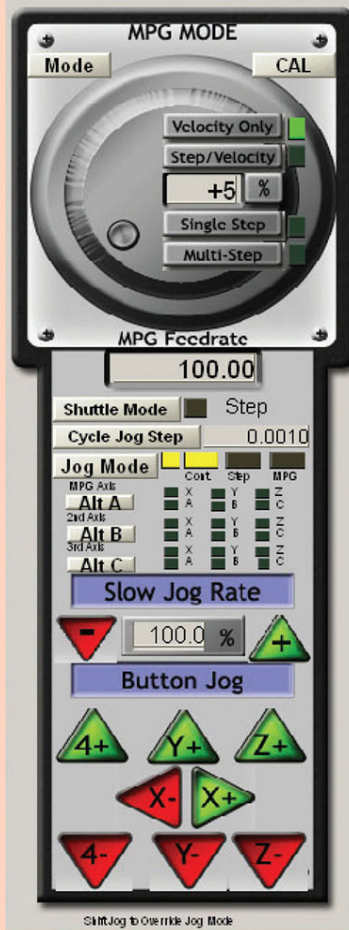 MPG MODE
Mode CAL
Velocity Only
Step/Velocity
+5 %
Single Step
Multi-Step
MPG Feedrate
100.00
Shuttle Mode Step
Cycle Jog Step 0.0010
Jog Mode Cont. Step MPG
MPG Axis X Y Z
Alt A A B C
2nd Axis X Y Z
Alt B A B C
3rd Axis X Y Z
Alt C A B C
Slow Jog Rate
- 100.0 % +
Button Jog
4+ Y+ Z+
X- X+
4- Y- Z-
Shift Jog to Override Jog Mode